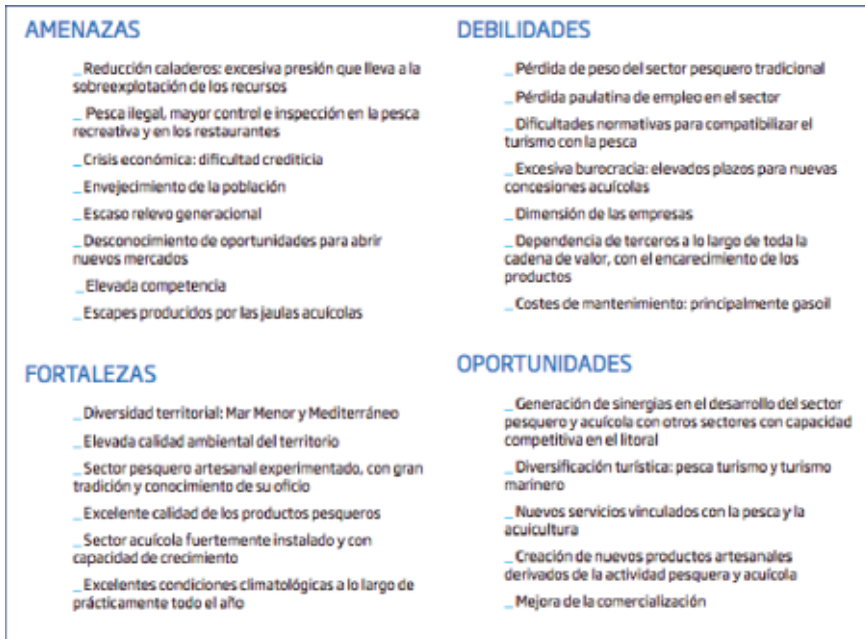 AMENAZAS
_ Reducción caladeros: excesiva presión que lleva a la
sobreexplotación de los recursos
_ Pesca ilegal, mayor control e inspección en la pesca
recreativa y en los restaurantes
_ Crisis económica: dificultad crediticia
_ Envejecimiento de la población
_ Escaso relevo generacional
_ Desconocimiento de oportunidades para abrir
nuevos mercados
_ Elevada competencia
_ Escapes producidos por las jaulas acuícolas
DEBILIDADES
_ Pérdida de peso del sector pesquero tradicional
_ Pérdida paulatina de empleo en el sector
_ Dificultades normativas para compatibilizar el
turismo con la pesca
_ Excesiva burocracia: elevados plazos para nuevas
concesiones acuícolas
_ Dimensión de las empresas
_ Dependencia de terceros a lo largo de toda la
cadena de valor, con el encarecimiento de los
productos
_ Costes de mantenimiento: principalmente gasoil
FORTALEZAS
_ Diversidad territorial: Mar Menor y Mediterráneo
_ Elevada calidad ambiental del territorio
_ Sector pesquero artesanal experimentado, con gran
tradición y conocimiento de su oficio
_ Excelente calidad de los productos pesqueros
_ Sector acuícola fuertemente instalado y con
capacidad de crecimiento
_ Excelentes condiciones climatológicas a lo largo de
prácticamente todo el año
OPORTUNIDADES
_ Generación de sinergias en el desarrollo del sector
pesquero y acuícola con otros sectores con capacidad
competitiva en el litoral
_ Diversificación turística: pesca turismo y turismo
marinero
_ Nuevos servicios vinculados con la pesca y la
acuicultura
_ Creación de nuevos productos artesanales
derivados de la actividad pesquera y acuícola
_ Mejora de la comercialización